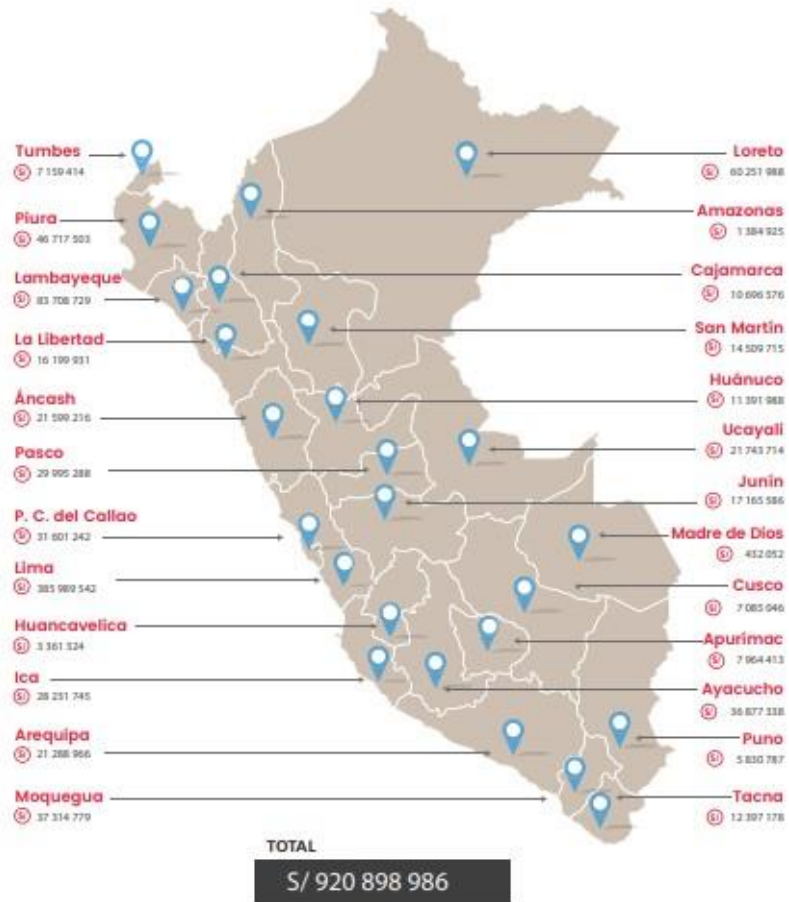 Tumbes
S/ 7 159 414
Piura
S/ 46 717 503
Lambayeque
S/ 83 708 729
La Libertad
S/ 16 199 931
Áncash
S/ 21 599 216
Pasco
S/ 29 995 288
P. C. del Callao
S/ 31 601 242
Lima
S/ 385 989 542
Huancavelica
S/ 3 361 324
Ica
S/ 28 231 745
Arequipa
S/ 21 288 966
Moquegua
S/ 37 314 779
Loreto
S/ 60 251 988
Amazonas
S/ 1 384 925
Cajamarca
S/ 10 696 576
San Martín
S/ 14 509 715
Huánuco
S/ 11 391 988
Ucayali
S/ 21 743 714
Junín
S/ 17 165 586
Madre de Dios
S/ 432 052
Cusco
S/ 7 085 046
Apurímac
S/ 7 964 413
Ayacucho
S/ 36 877 338
Puno
S/ 5 830 787
Tacna
S/ 12 397 178
TOTAL
S/ 920 898 986